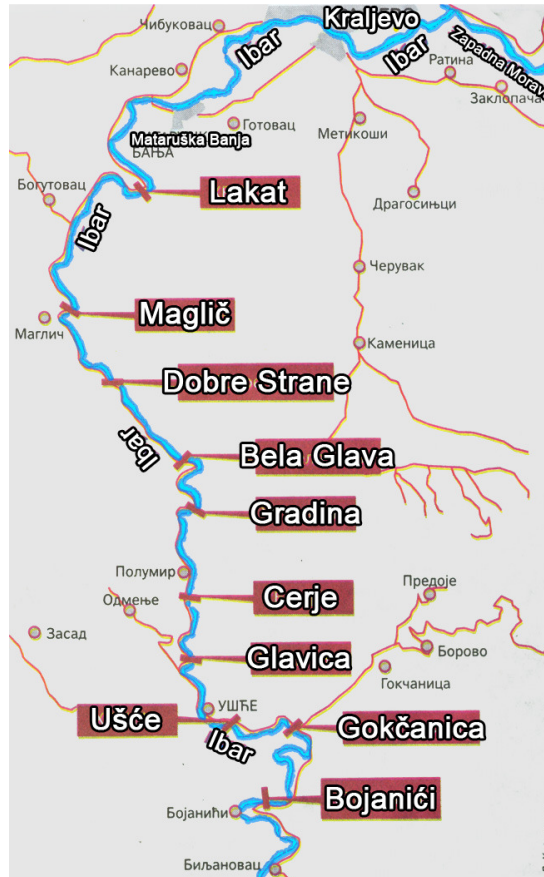 Kraljevo
Чибуковац
Ibar
Ibar
Zapadna Morava
Ратина
Канарево
Заклопача
Готовац
Метикоши
Mataruška Banja
БАЊА
Богутовац
Lakat
Драгосињци
Ibar
Черувак
Maglič
Маглич
Каменица
Dobre Strane
Ibar
Bela Glava
Gradina
Полумир
Предоје
Cerje
Одмење
Засад
Glavica
Борово
Гокчаница
УШЋЕ
Ušće
Gokčanica
Ibar
Bojanići
Бојанићи
Биљановац